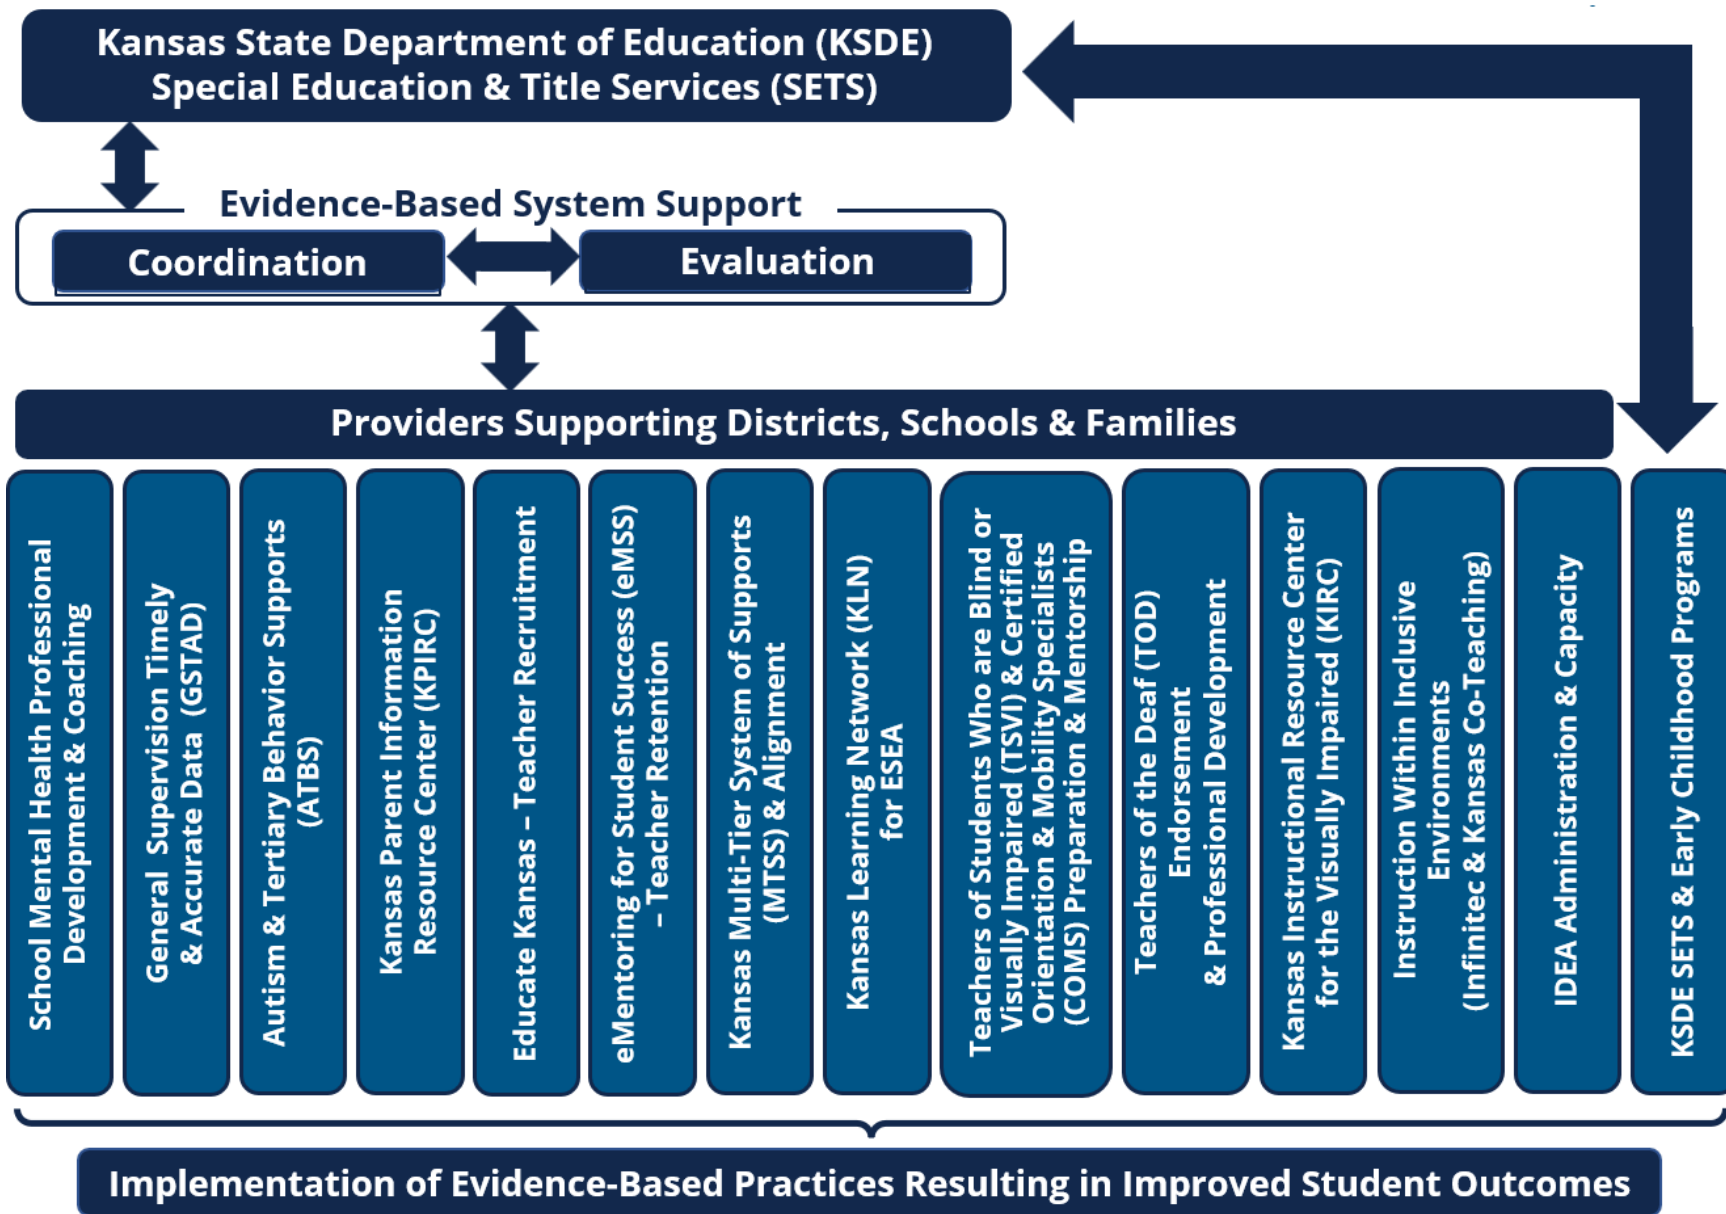 Kansas State Department of Education (KSDE)
Special Education & Title Services (SETS)
Evidence-Based System Support
Coordination
Evaluation
Providers Supporting Districts, Schools & Families
School Mental Health Professional
Development & Coaching
General Supervision Timely
& Accurate Data (GSTAD)
Autism & Tertiary Behavior Supports
(ATBS)
Kansas Parent Information
Resource Center (KPIRC)
Educate Kansas – Teacher Recruitment
eMentoring for Student Success (eMSS)
– Teacher Retention
Kansas Multi-Tier System of Supports
(MTSS) & Alignment
Kansas Learning Network (KLN)
for ESEA
Teachers of Students Who are Blind or
Visually Impaired (TSVI) & Certified
Orientation & Mobility Specialists
(COMS) Preparation & Mentorship
Teachers of the Deaf (TOD)
Endorsement
& Professional Development
Kansas Instructional Resource Center
for the Visually Impaired (KIRC)
Instruction Within Inclusive
Environments
(Infinitec & Kansas Co-Teaching)
IDEA Administration & Capacity
KSDE SETS & Early Childhood Programs
Implementation of Evidence-Based Practices Resulting in Improved Student Outcomes